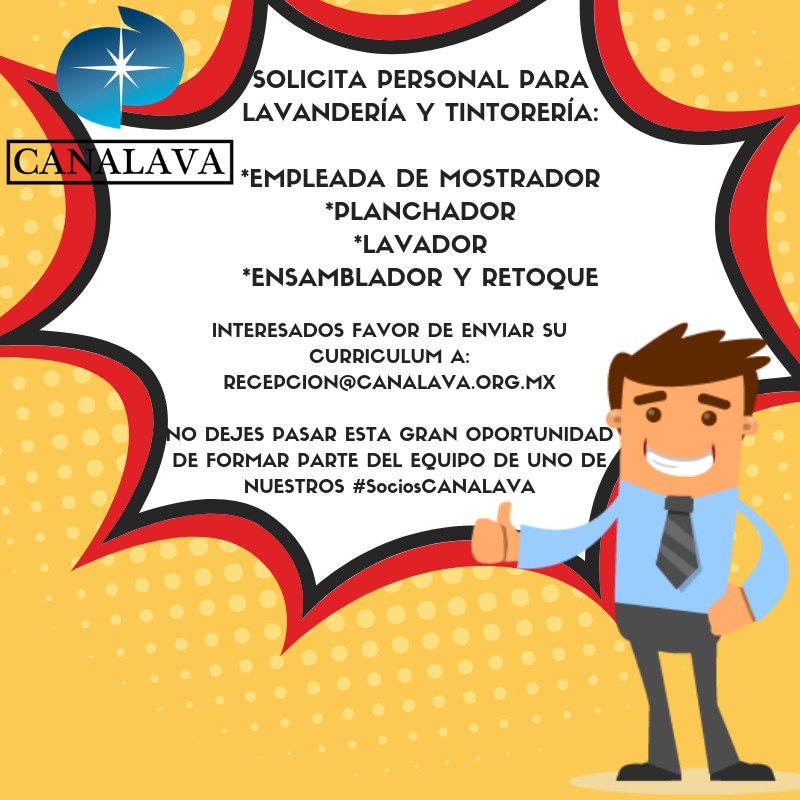 CANALAVA
SOLICITA PERSONAL PARA
LAVANDERÍA Y TINTORERÍA:
*EMPLEADA DE MOSTRADOR
*PLANCHADOR
*LAVADOR
*ENSAMBLADOR Y RETOQUE
INTERESADOS FAVOR DE ENVIAR SU
CURRICULUM A:
RECEPCION@CANALAVA.ORG.MX
NO DEJES PASAR ESTA GRAN OPORTUNIDAD
DE FORMAR PARTE DEL EQUIPO DE UNO DE
NUESTROS #SociosCANALAVA